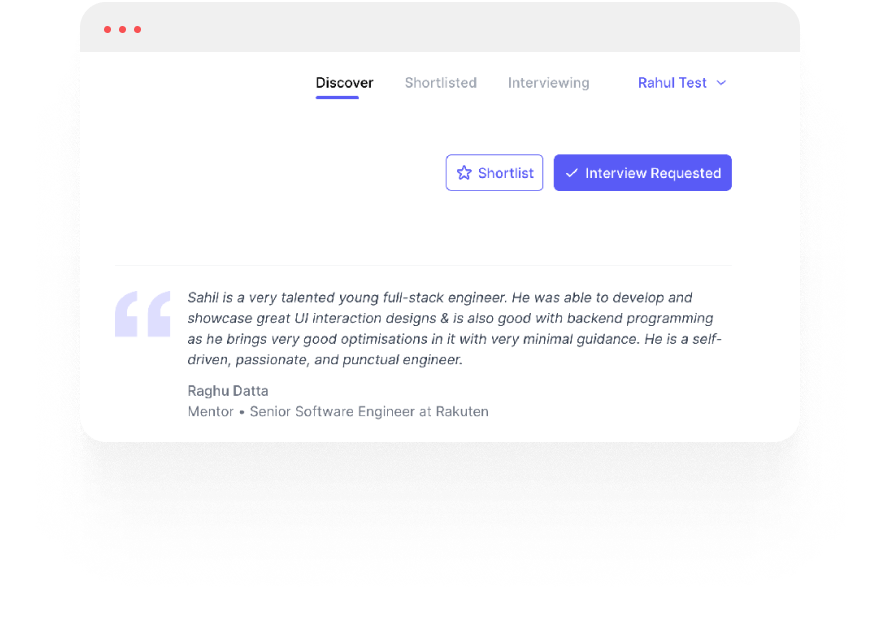 Discover Shortlisted Interviewing Rahul Test
Shortlist Interview Requested
Sahil is a very talented young full-stack engineer. He was able to develop and
showcase great UI interaction designs & is also good with backend programming
as he brings very good optimisations in it with very minimal guidance. He is a self-
driven, passionate, and punctual engineer.
Raghu Datta
Mentor • Senior Software Engineer at Rakuten